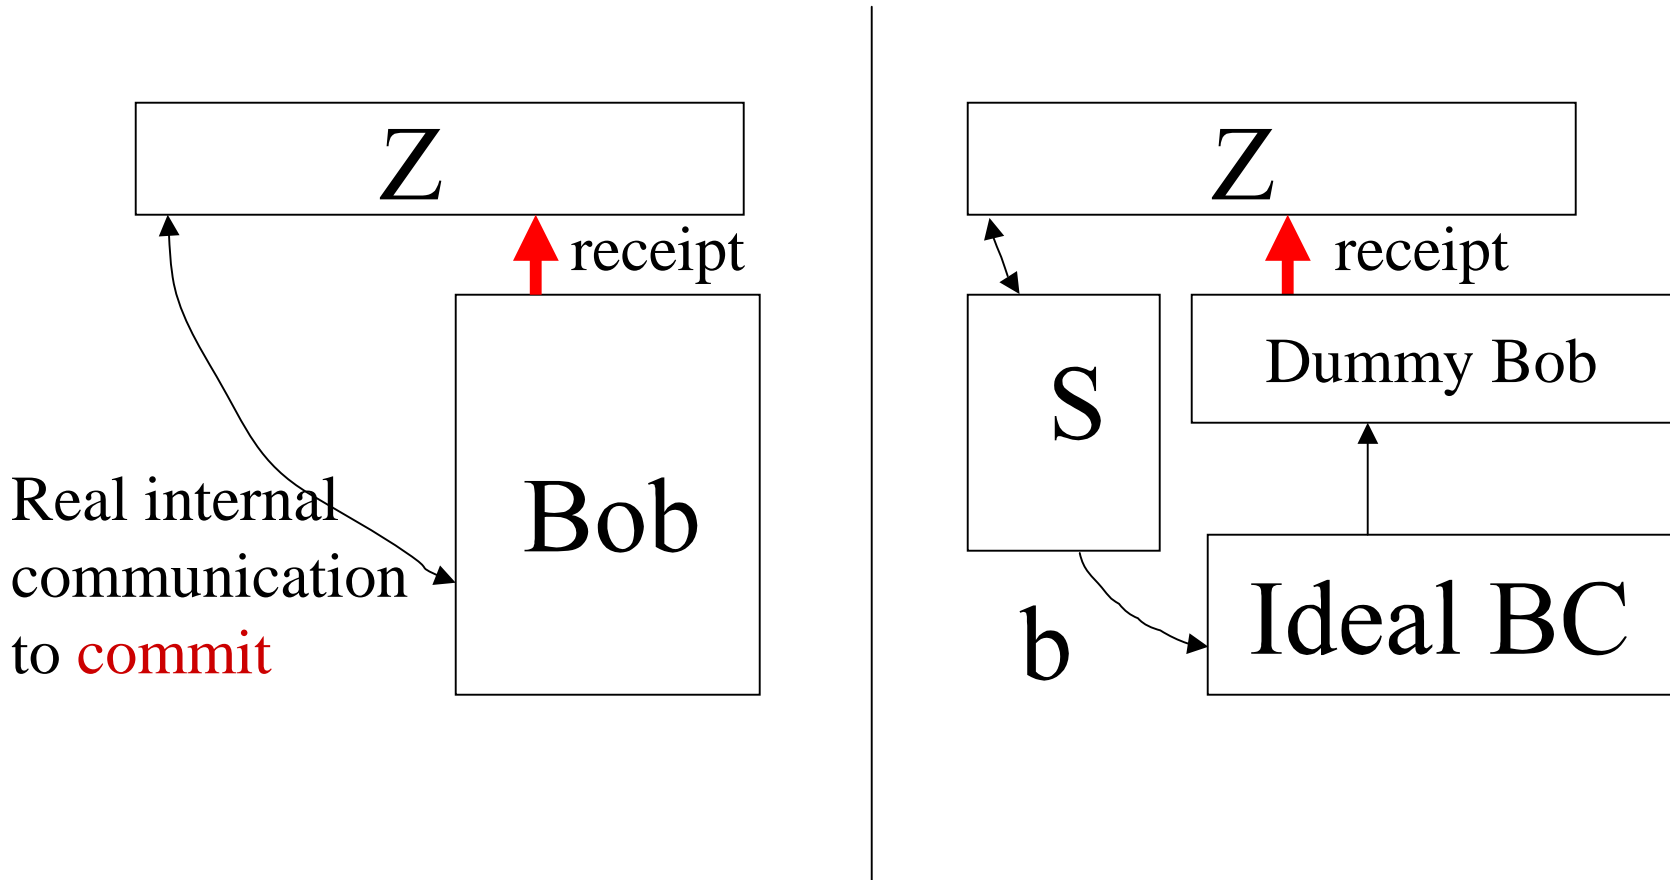 Z
receipt
Bob
Real internal
communication
to commit
Z
receipt
S
Dummy Bob
b
Ideal BC